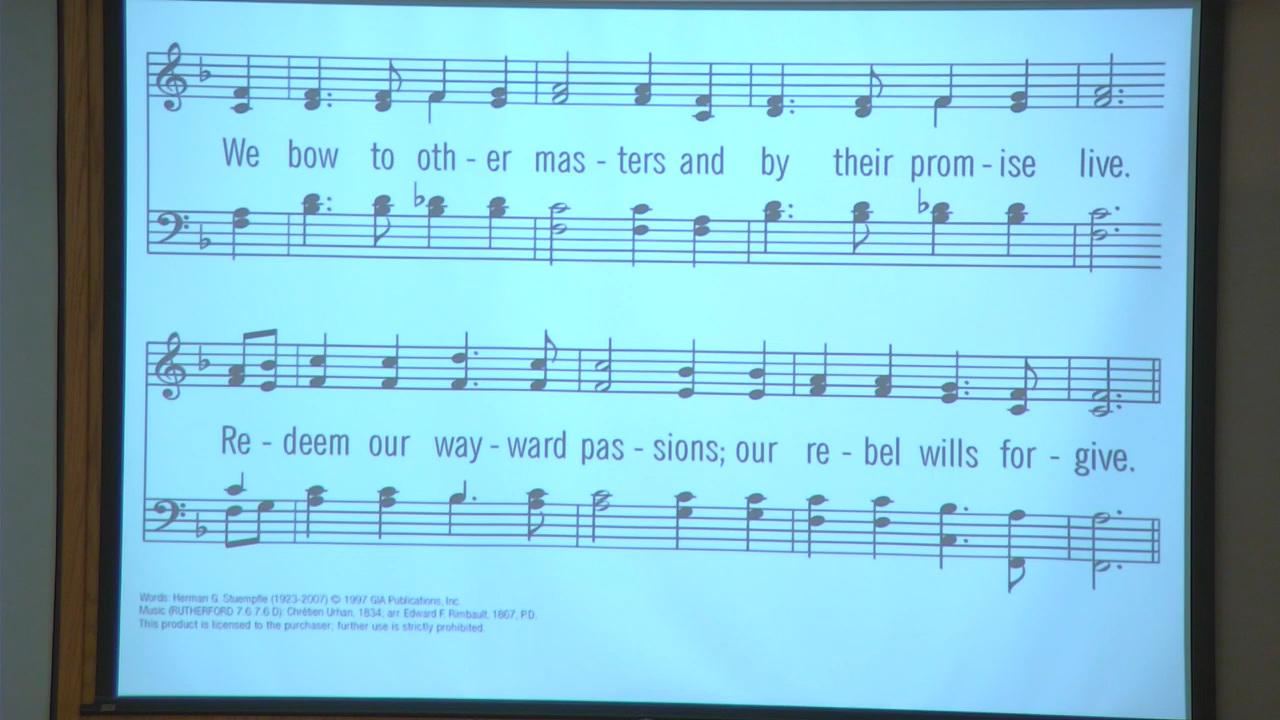 We bow to oth - er mas - ters and by their prom - ise live.
Re - deem our way - ward pas - sions; our re - bel wills for - give.
Words: Herman G. Stuempfle (1923-2007) © 1997 GIA Publications, Inc.
Music (RUTHERFORD 7.6.7.6 D): Chrétien Urhan, 1834; arr. Edward F. Rimbault, 1867, P.D.
This product is licensed to the purchaser; further use is strictly prohibited.